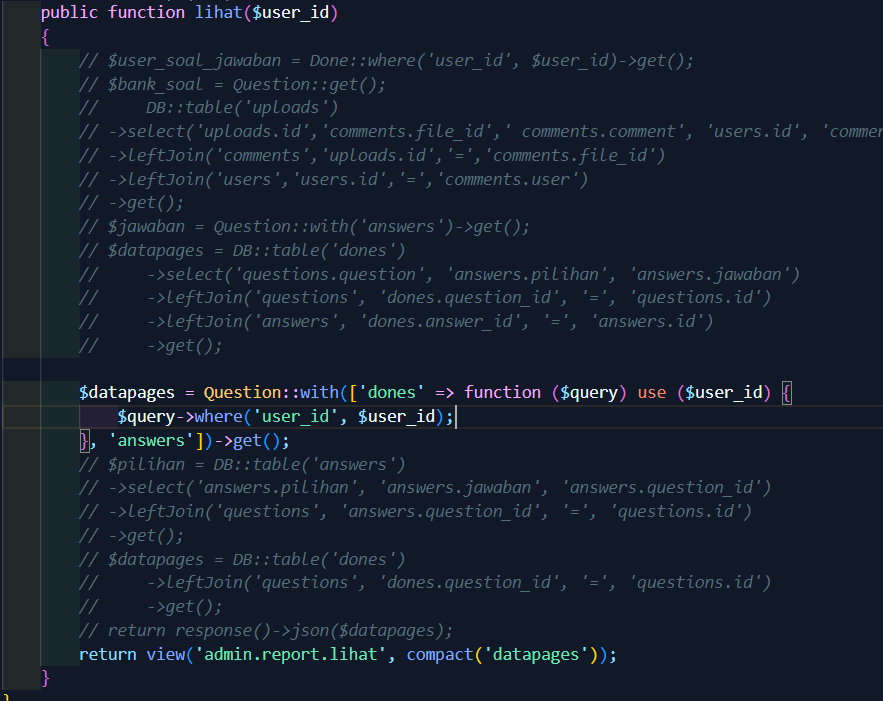 public function lihat($user_id)
{
// $user_soal_jawaban = Done::where('user_id', $user_id)->get();
// $bank_soal = Question::get();
//     DB::table('uploads')
// ->select('uploads.id','comments.file_id',' comments.comment', 'users.id', 'commen
// ->leftJoin('comments','uploads.id','=','comments.file_id')
// ->leftJoin('users','users.id','=','comments.user')
// ->get();
// $jawaban = Question::with('answers')->get();
// $datapages = DB::table('dones')
//     ->select('questions.question', 'answers.pilihan', 'answers.jawaban')
//     ->leftJoin('questions', 'dones.question_id', '=', 'questions.id')
//     ->leftJoin('answers', 'dones.answer_id', '=', 'answers.id')
//     ->get();
$datapages = Question::with(['dones' => function ($query) use ($user_id) {
$query->where('user_id', $user_id);
}, 'answers'])->get();
// $pilihan = DB::table('answers')
// ->select('answers.pilihan', 'answers.jawaban', 'answers.question_id')
// ->leftJoin('questions', 'answers.question_id', '=', 'questions.id')
// ->get();
// $datapages = DB::table('dones')
//     ->leftJoin('questions', 'dones.question_id', '=', 'questions.id')
//     ->get();
// return response()->json($datapages);
return view('admin.report.lihat', compact('datapages'));
}
}